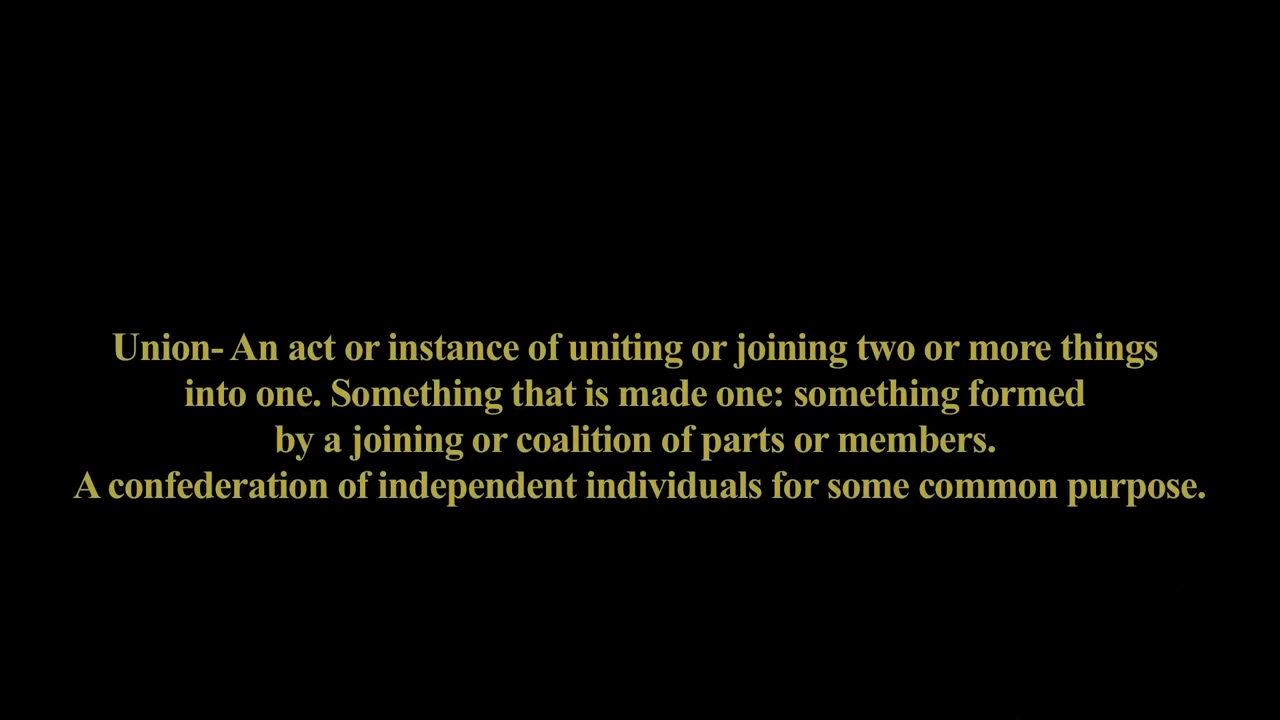 Union- An act or instance of uniting or joining two or more things
into one. Something that is made one: something formed
by a joining or coalition of parts or members.
A confederation of independent individuals for some common purpose.